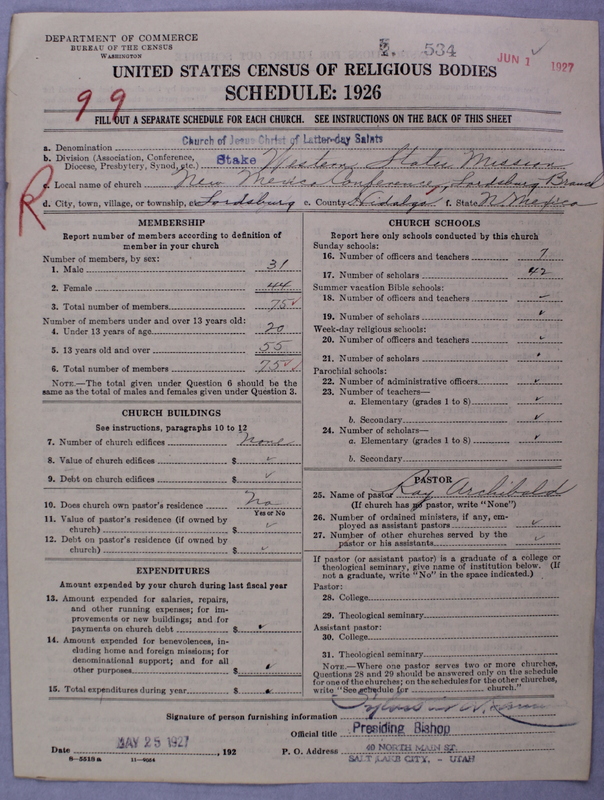 DEPARTMENT OF COMMERCE
BUREAU OF THE CENSUS
WASHINGTON
534
JUN 1 1927
UNITED STATES CENSUS OF RELIGIOUS BODIES
SCHEDULE: 1926
99
FILL OUT A SEPARATE SCHEDULE FOR EACH CHURCH. SEE INSTRUCTIONS ON THE BACK OF THIS SHEET
a. Denomination Church of Jesus Christ of Latter-day Saints
b. Division (Association, Conference, Diocese, Presbytery, Synod, etc.) Stake Western States Mission
c. Local name of church New Mexico Conference, Lordsburg Branch
d. City, town, village, or township, etc. Lordsburg e. County Hidalgo f. State N Mexico
R
MEMBERSHIP
Report number of members according to definition of
member in your church
Number of members, by sex:
1. Male 31
2. Female 44
3. Total number of members 75
Number of members under and over 13 years old:
4. Under 13 years of age 20
5. 13 years old and over 55
6. Total number of members 75
NOTE.—The total given under Question 6 should be the
same as the total of males and females given under Question 3.
CHURCH BUILDINGS
See instructions, paragraphs 10 to 12
7. Number of church edifices None
8. Value of church edifices $
9. Debt on church edifices $
10. Does church own pastor's residence No
Yes or No
11. Value of pastor's residence (if owned by
church) $
12. Debt on pastor's residence (if owned by
church) $
EXPENDITURES
Amount expended by your church during last fiscal year
13. Amount expended for salaries, repairs,
and other running expenses; for im-
provements or new buildings; and for
payments on church debt $
14. Amount expended for benevolences, in-
cluding home and foreign missions; for
denominational support; and for all
other purposes $
15. Total expenditures during year $
CHURCH SCHOOLS
Report here only schools conducted by this church
Sunday schools:
16. Number of officers and teachers 7
17. Number of scholars 42
Summer vacation Bible schools:
18. Number of officers and teachers
19. Number of scholars
Week-day religious schools:
20. Number of officers and teachers
21. Number of scholars
Parochial schools:
22. Number of administrative officers
23. Number of teachers—
a. Elementary (grades 1 to 8)
b. Secondary
24. Number of scholars—
a. Elementary (grades 1 to 8)
b. Secondary
PASTOR
25. Name of pastor Ray Archibald
(If church has no pastor, write "None")
26. Number of ordained ministers, if any, em-
ployed as assistant pastors
27. Number of other churches served by the
pastor or his assistants
If pastor (or assistant pastor) is a graduate of a college or
theological seminary, give name of institution below. (If
not a graduate, write "No" in the space indicated.)
Pastor:
28. College
29. Theological seminary
Assistant pastor:
30. College
31. Theological seminary
NOTE.—Where one pastor serves two or more churches,
Questions 28 and 29 should be answered only on the schedule
for one of the churches; on the schedules for the other churches,
write "See schedule for church."
Signature of person furnishing information
Official title Presiding Bishop
Date MAY 25 1927, 192
P. O. Address 40 NORTH MAIN ST.
SALT LAKE CITY, - UTAH
8—5518 a 11—9564